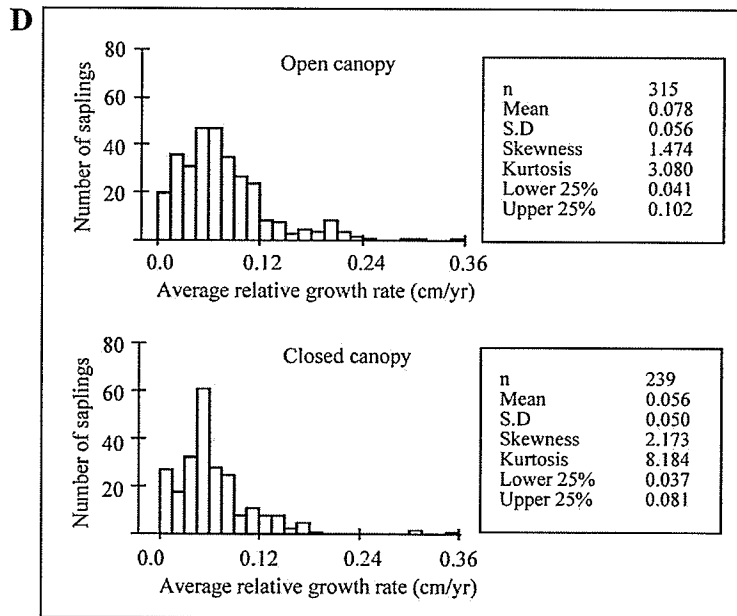 D
Open canopy
Number of saplings
80
60
40
20
0.0 0.12 0.24 0.36
Average relative growth rate (cm/yr)
n 315
Mean 0.078
S.D 0.056
Skewness 1.474
Kurtosis 3.080
Lower 25% 0.041
Upper 25% 0.102
Closed canopy
Number of saplings
80
60
40
20
0.0 0.12 0.24 0.36
Average relative growth rate (cm/yr)
n 239
Mean 0.056
S.D 0.050
Skewness 2.173
Kurtosis 8.184
Lower 25% 0.037
Upper 25% 0.081